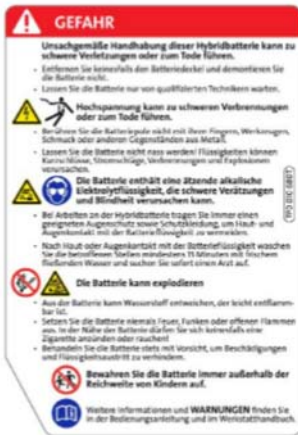 GEFAHR
Unsachgemäße Handhabung dieser Hybridbatterie kann zu
schwere Verletzungen oder zum Tode führen.
- Entfernen Sie keinesfalls den Batteriedeckel und demontieren Sie
die Batterie nicht.
- Lassen Sie die Batterie nur von qualifizierten Technikern warten.
Hochspannung kann zu schweren Verbrennungen
oder zum Tode führen.
- Berühren Sie die Batteriepole nicht mit ihren Fingern, Werkzeugen,
Schmuck oder anderen Gegenständen aus Metall.
- Lassen Sie die Batterie nicht nass werden! Flüssigkeiten können
Kurzschlüsse, Stromschläge, Verbrennungen und Explosionen
verursachen.
Die Batterie enthält eine ätzende alkalische
Elektrolytflüssigkeit, die schwere Verätzungen
und Blindheit verursachen kann.
- Bei Arbeiten an der Hybridbatterie tragen Sie immer einen
geeigneten Augenschutz sowie Schutzkleidung, um Haut- und
Augenkontakt mit der Batterieflüssigkeit zu vermeiden.
- Nach Haut oder Augenkontakt mit der Batterieflüssigkeit waschen
Sie die betroffenen Stellen mindestens 15 Minuten mit frischem
fließenden Wasser und suchen Sie sofort einen Arzt auf.
Die Batterie kann explodieren
- Aus der Batterie kann Wasserstoff entweichen, der leicht entflamm-
bar ist.
- Setzen Sie die Batterie niemals Feuer, Funken oder offenen Flammen
aus. In der Nähe der Batterie dürfen Sie sich keinesfalls eine
Zigarette anzünden oder rauchen!
- Behandeln Sie die Batterie stets mit Vorsicht, um Beschädigungen
und Flüssigkeitsaustritt zu verhindern.
Bewahren Sie die Batterie immer außerhalb der
Reichweite von Kindern auf.
Weitere Informationen und WARNUNGEN finden Sie
in der Bedienungsanleitung und im Werkstatthandbuch.